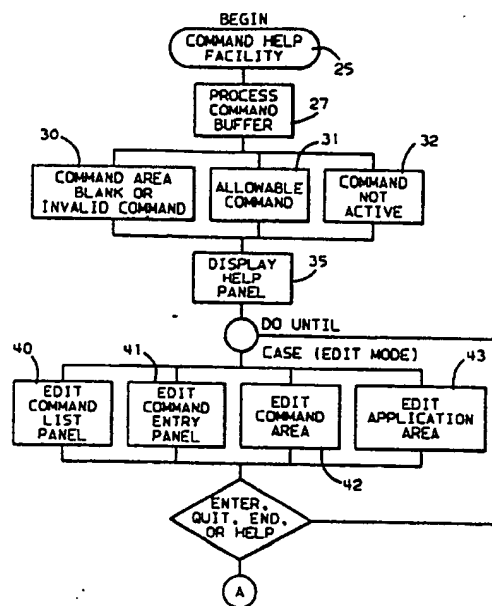 BEGIN
COMMAND HELP
FACILITY
25
PROCESS
COMMAND
BUFFER
27
30
31
32
COMMAND AREA
BLANK OR
INVALID COMMAND
ALLOWABLE
COMMAND
COMMAND
NOT
ACTIVE
DISPLAY
HELP
PANEL
35
DO UNTIL
CASE (EDIT MODE)
40
41
43
EDIT
COMMAND
LIST
PANEL
EDIT
COMMAND
ENTRY
PANEL
EDIT
COMMAND
AREA
42
EDIT
APPLICATION
AREA
ENTER,
QUIT, END,
OR HELP
A